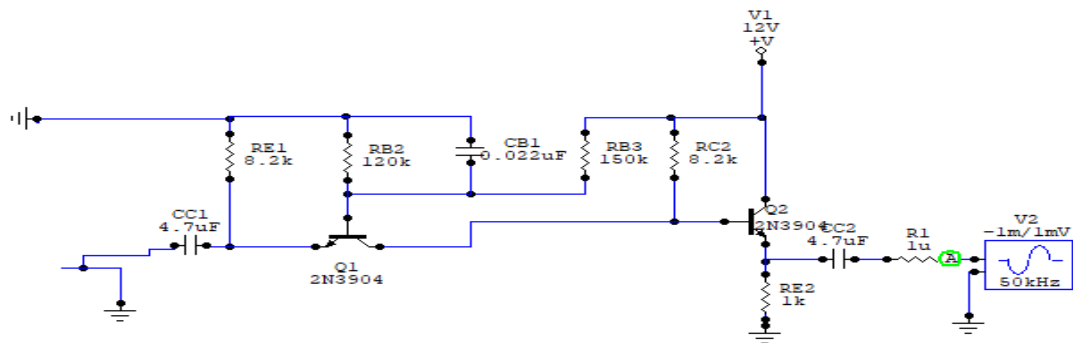 V1
12V
+V
RE1
8.2k
RB2
120k
CB1
0.022uF
RB3
150k
RC2
8.2k
CC1
4.7uF
Q1
2N3904
Q2
2N3904
CC2
4.7uF
R1
1u
A
V2
-1m/1mV
50kHz
RE2
1k